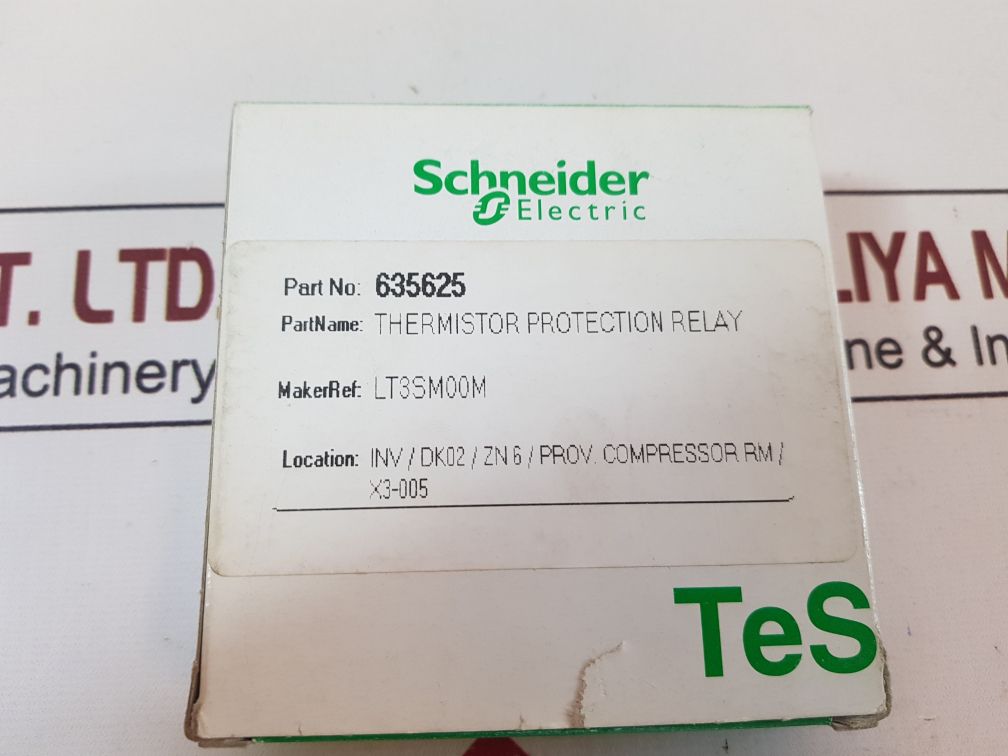 Schneider
Electric
Part No: 635625
PartName: THERMISTOR PROTECTION RELAY
MakerRef: LT3SM00M
Location: INV / DK02 / ZN 6 / PROV. COMPRESSOR RM /
X3-005
TeS
T. LTD
achinery
LIYA M
ne & In